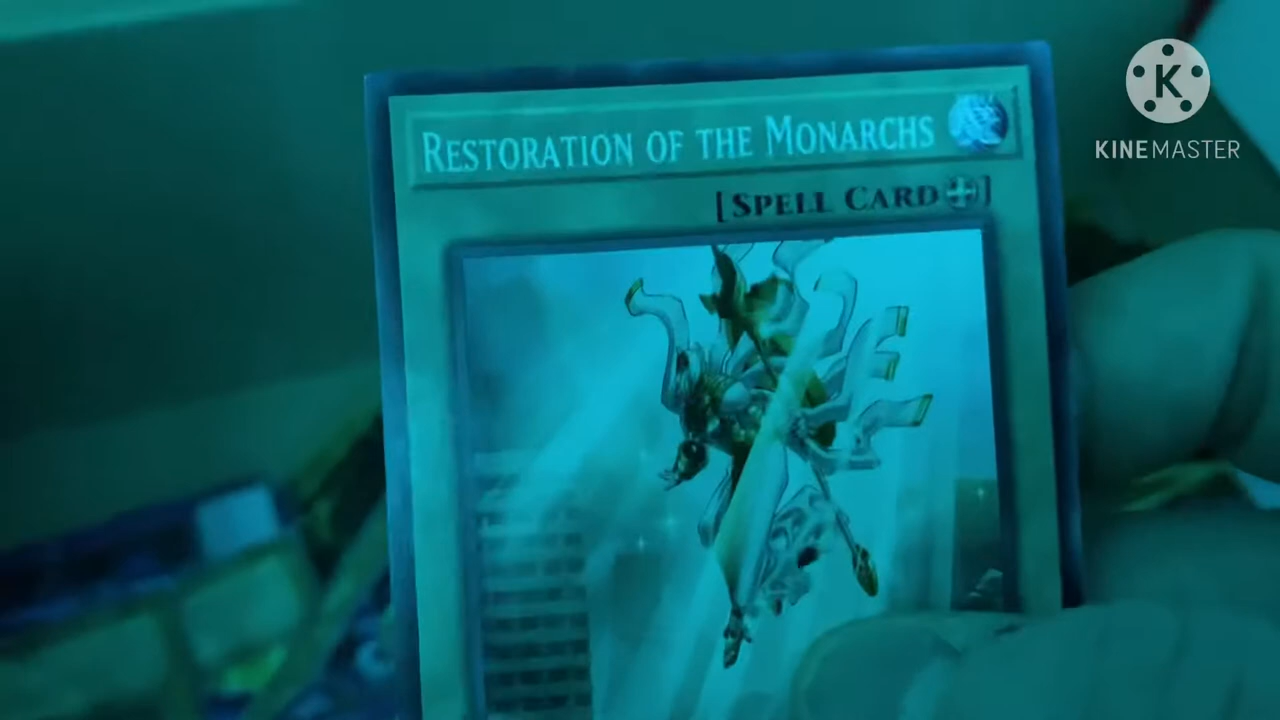 RESTORATION OF THE MONARCHS
[SPELL CARD]
K
KINEMASTER